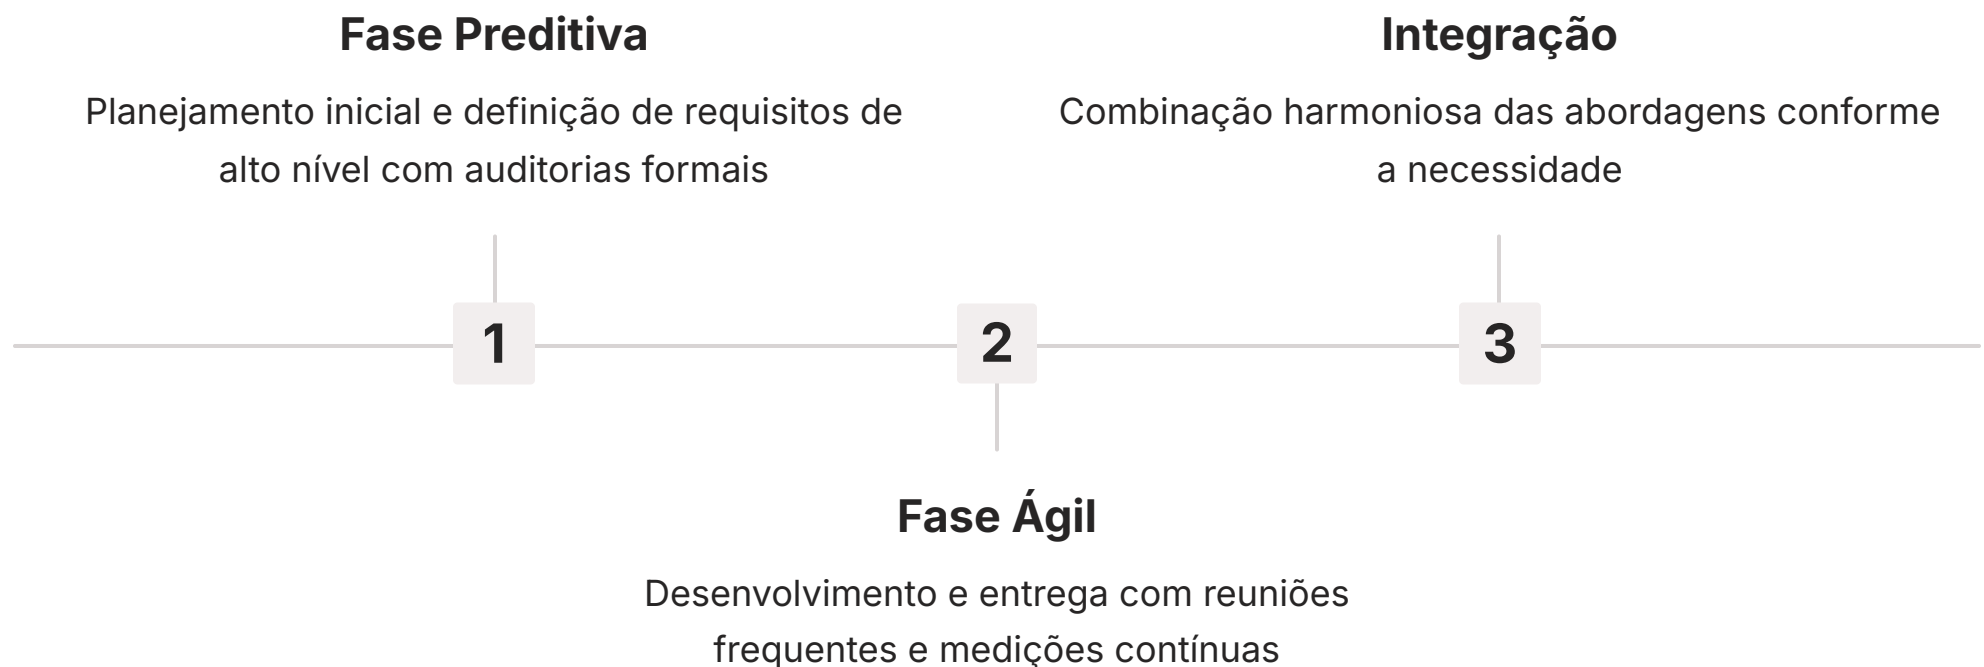 Fase Preditiva
Planejamento inicial e definição de requisitos de
alto nível com auditorias formais
Integração
Combinação harmoniosa das abordagens conforme
a necessidade
1
2
3
Fase Ágil
Desenvolvimento e entrega com reuniões
frequentes e medições contínuas